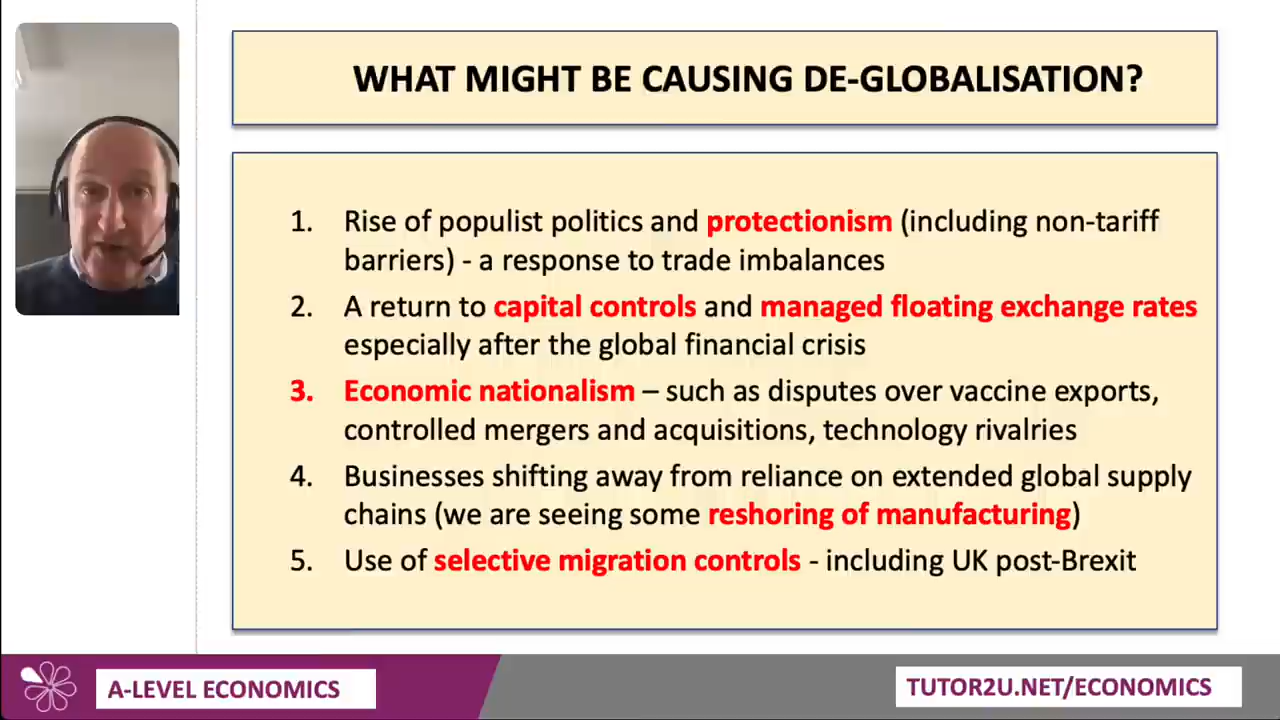 WHAT MIGHT BE CAUSING DE-GLOBALISATION?
1. Rise of populist politics and protectionism (including non-tariff
barriers) - a response to trade imbalances
2. A return to capital controls and managed floating exchange rates
especially after the global financial crisis
3. Economic nationalism – such as disputes over vaccine exports,
controlled mergers and acquisitions, technology rivalries
4. Businesses shifting away from reliance on extended global supply
chains (we are seeing some reshoring of manufacturing)
5. Use of selective migration controls - including UK post-Brexit
A-LEVEL ECONOMICS
TUTOR2U.NET/ECONOMICS